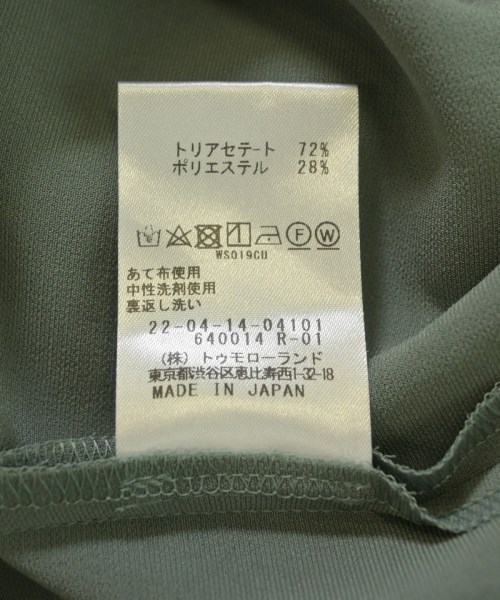 トリアセテート 72%
ポリエステル 28%
F W
WS019CU
あて布使用
中性洗剤使用
裏返し洗い
22-04-14-04101
640014 R-01
(株) トゥモローランド
東京都渋谷区恵比寿西1-32-18
MADE IN JAPAN